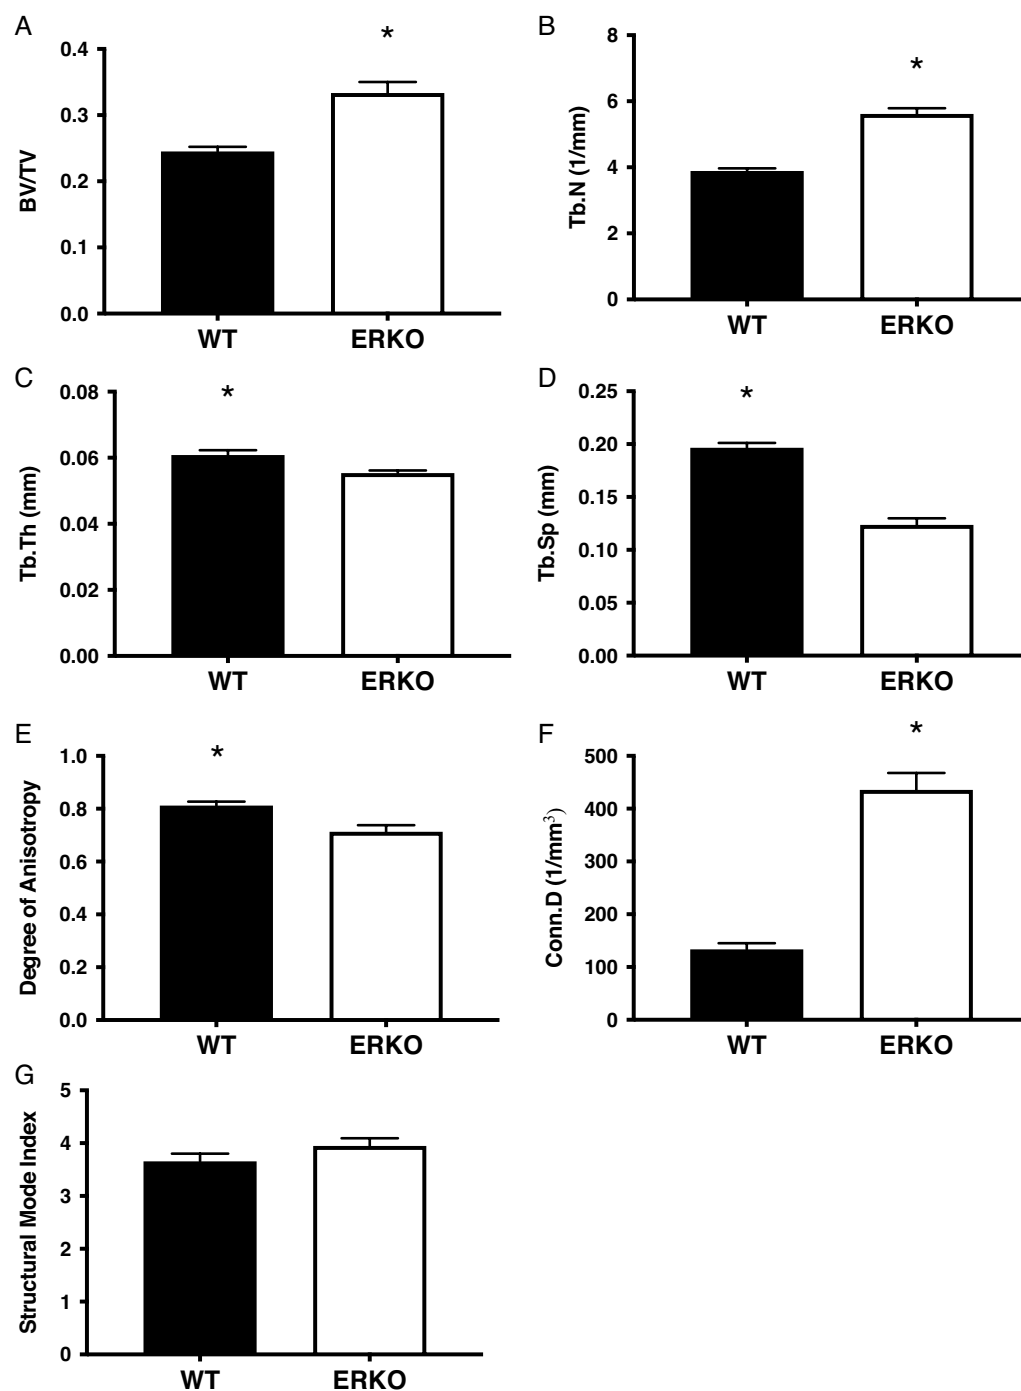 A
BV/TV
0.4
0.3
0.2
0.1
0.0
*
WT
ERKO
B
Tb.N (1/mm)
8
6
4
2
0
*
WT
ERKO
C
Tb.Th (mm)
0.08
0.06
0.04
0.02
0.00
*
WT
ERKO
D
Tb.Sp (mm)
0.25
0.20
0.15
0.10
0.05
0.00
*
WT
ERKO
E
Degree of Anisotropy
1.0
0.8
0.6
0.4
0.2
0.0
*
WT
ERKO
F
Conn.D (1/mm³)
500
400
300
200
100
0
*
WT
ERKO
G
Structural Mode Index
5
4
3
2
1
0
WT
ERKO